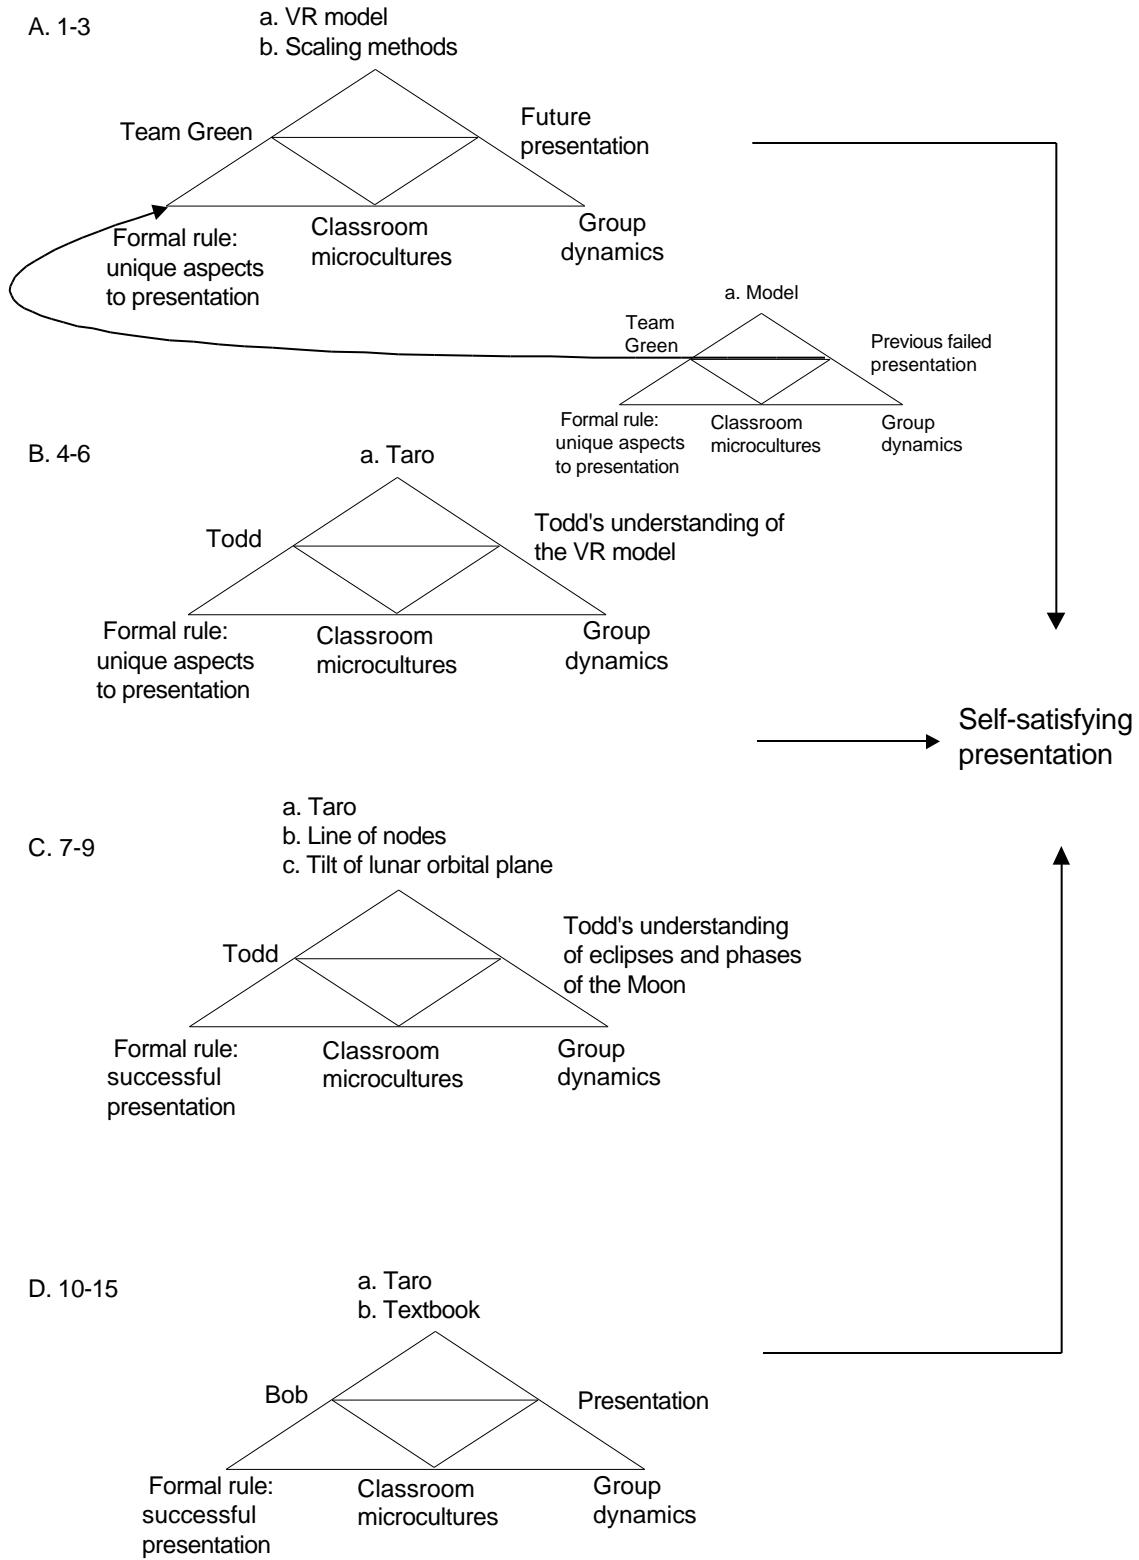 A. 1-3
a. VR model
b. Scaling methods
Team Green
Future
presentation
Formal rule:
unique aspects
to presentation
Classroom
microcultures
Group
dynamics
a. Model
Team
Green
Previous failed
presentation
Formal rule:
unique aspects
to presentation
Classroom
microcultures
Group
dynamics
B. 4-6
a. Taro
Todd
Todd's understanding of
the VR model
Formal rule:
unique aspects
to presentation
Classroom
microcultures
Group
dynamics
Self-satisfying
presentation
C. 7-9
a. Taro
b. Line of nodes
c. Tilt of lunar orbital plane
Todd
Todd's understanding
of eclipses and phases
of the Moon
Formal rule:
successful
presentation
Classroom
microcultures
Group
dynamics
D. 10-15
a. Taro
b. Textbook
Bob
Presentation
Formal rule:
successful
presentation
Classroom
microcultures
Group
dynamics